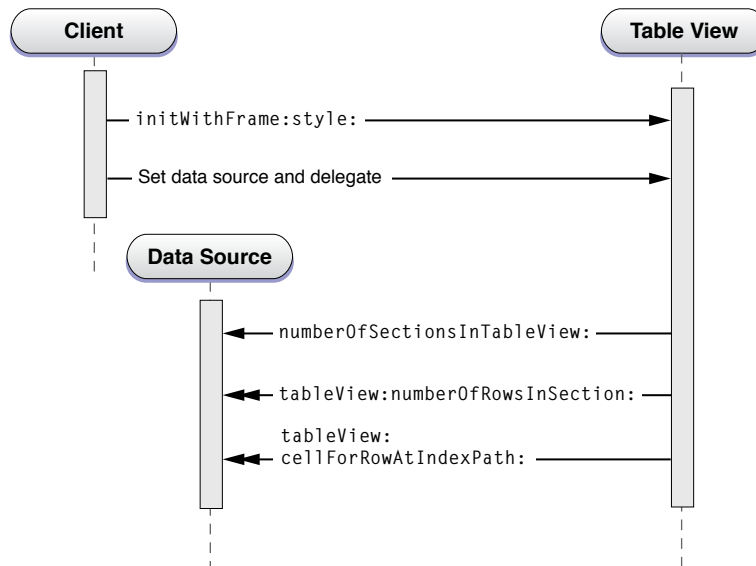 Client
Table View
initWithFrame:style:
Set data source and delegate
Data Source
numberOfSectionsInTableView:
tableView:numberOfRowsInSection:
tableView:
cellForRowAtIndexPath: